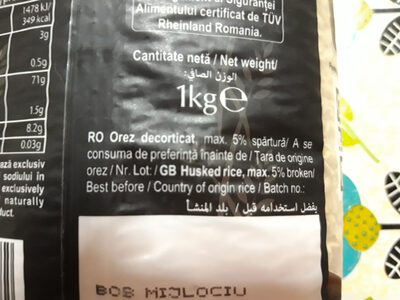 Alimentului certificat de TÜV
Rheinland Romania.
1478 kJ/
349 kcal
3g
0.5g
71g
1.5g
8.2g
0.03g
Cantitate netă / Net weight/
الوزن الصافي:
1kg e
RO Orez decorticat, max. 5% spărtură/ A se
consuma de preferință înainte de / Țara de origine
orez / Nr. Lot: / GB Husked rice, max. 5% broken/
Best before / Country of origin rice / Batch no.:
يفضل استخدامه قبل / بلد المنشأ
ază exclusiv
sodiului în
exclusively
naturally
duct.
BOB MIJLOCIU